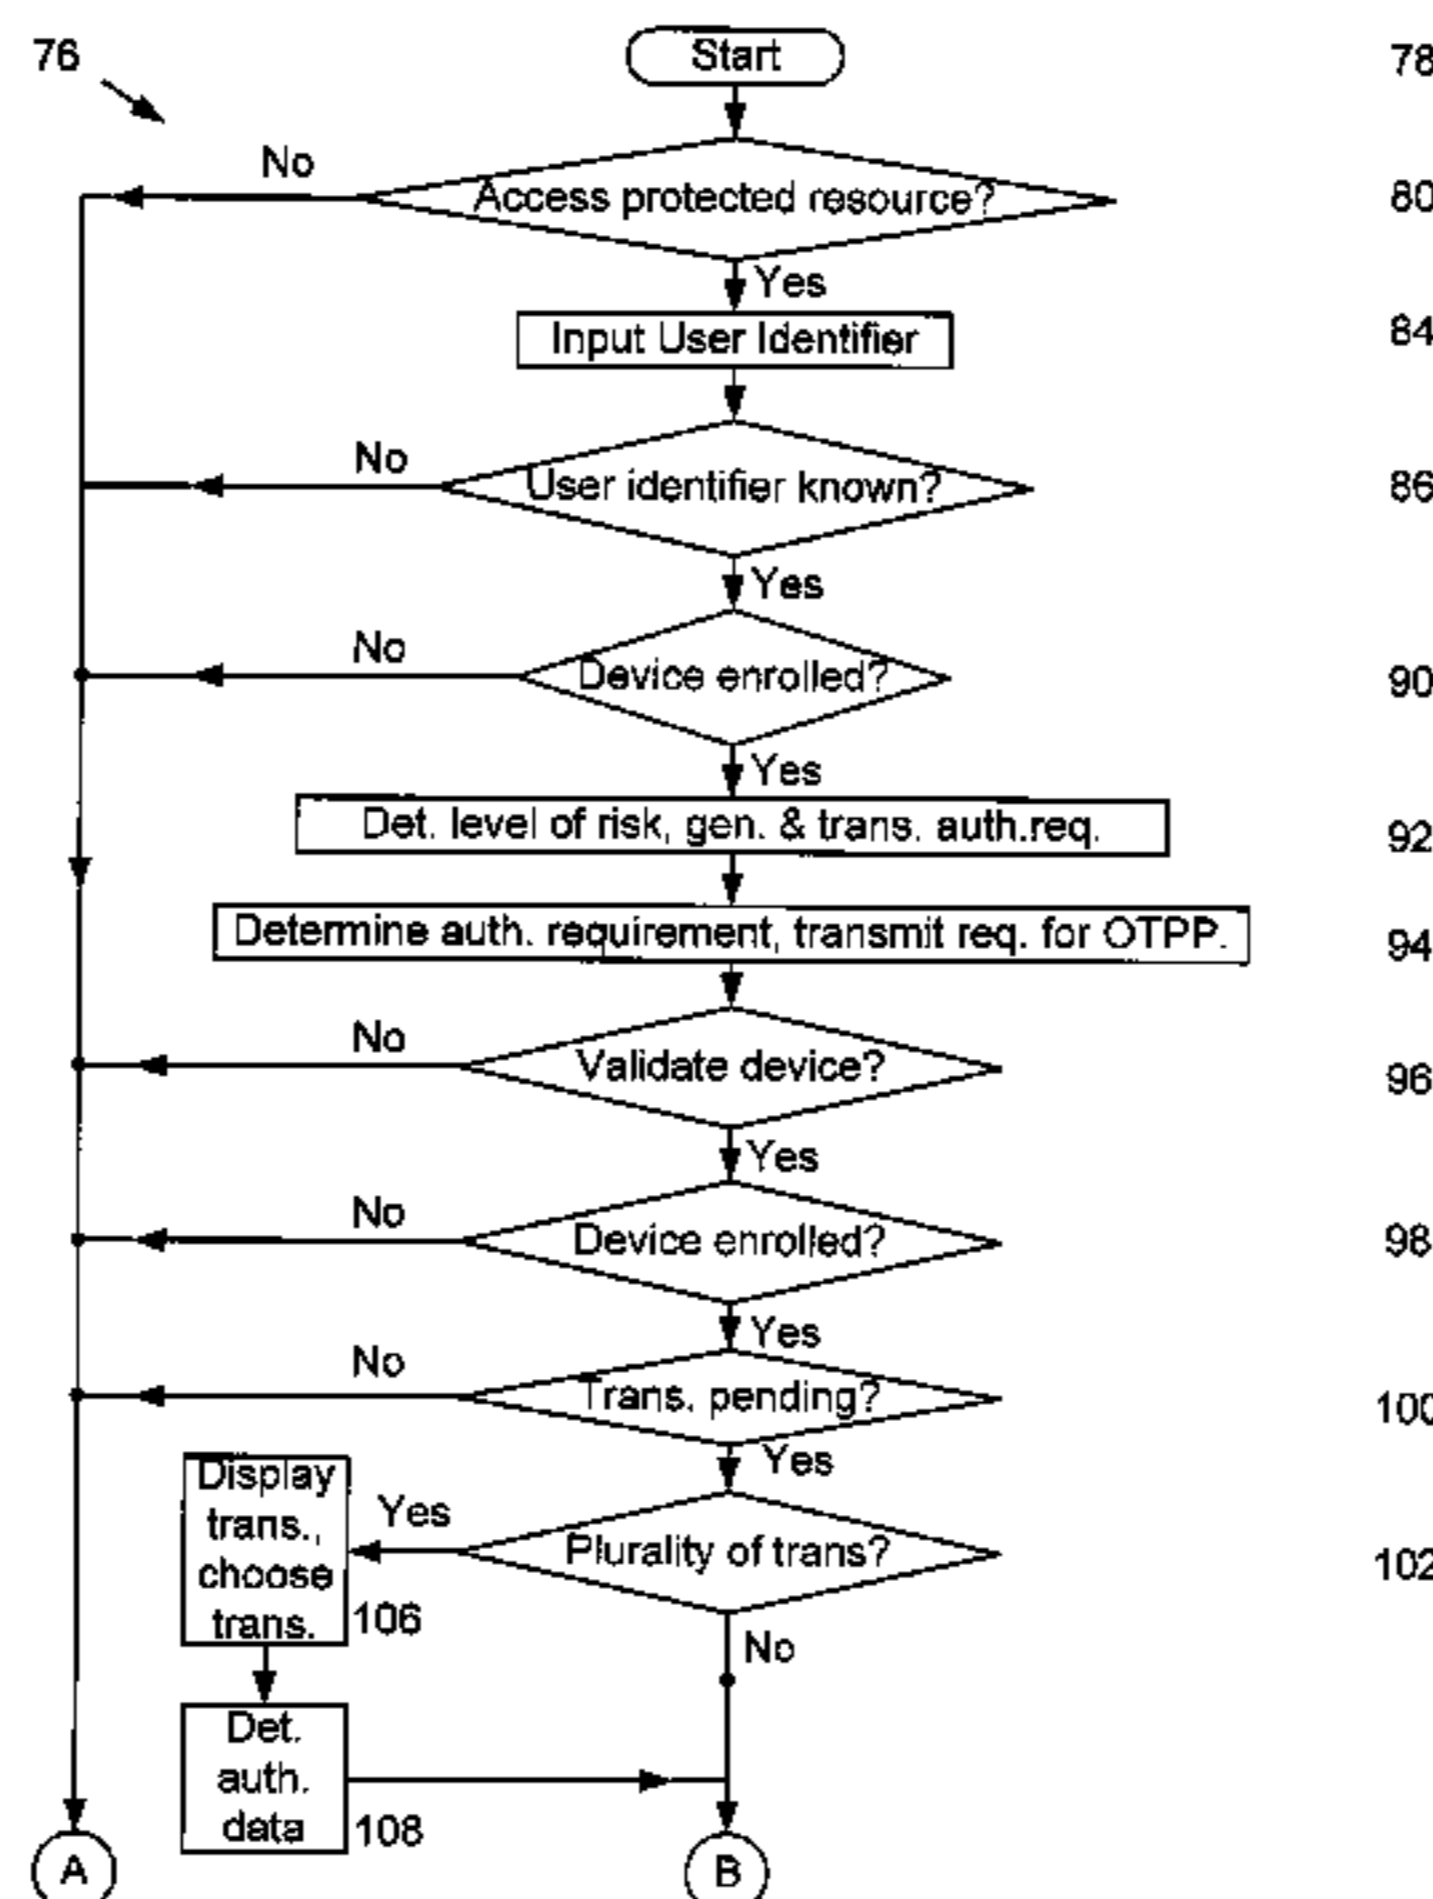 76
Start
78
No
Access protected resource?
80
Yes
Input User Identifier
84
No
User identifier known?
86
Yes
No
Device enrolled?
90
Yes
Det. level of risk, gen. & trans. auth.req.
92
Determine auth. requirement, transmit req. for OTPP.
94
No
Validate device?
96
Yes
No
Device enrolled?
98
Yes
No
Trans. pending?
100
Yes
Display
trans.,
choose
trans.
106
Yes
Plurality of trans?
102
No
Det.
auth.
data
108
A
B